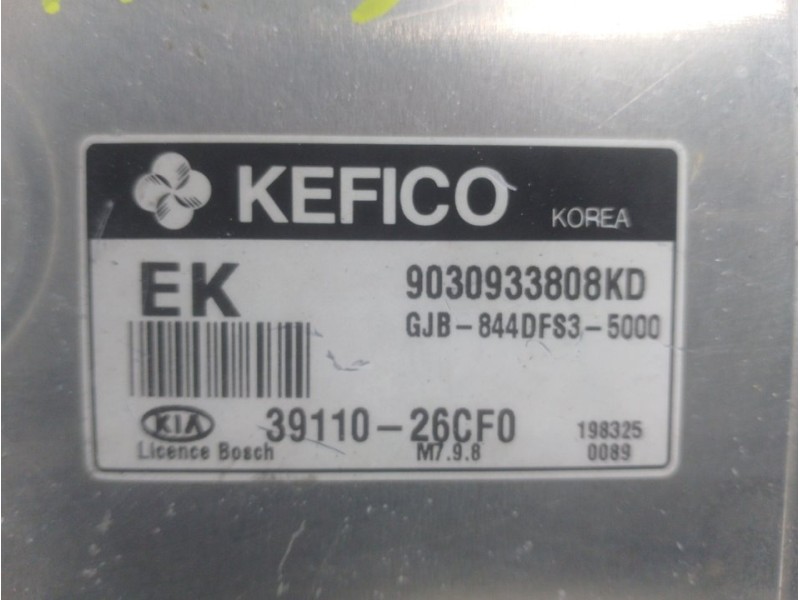 KEFICO KOREA
EK 9030933808KD
GJB-844DFS3-5000
KIA 39110-26CF0 198325
Licence Bosch M7.9.8 0089